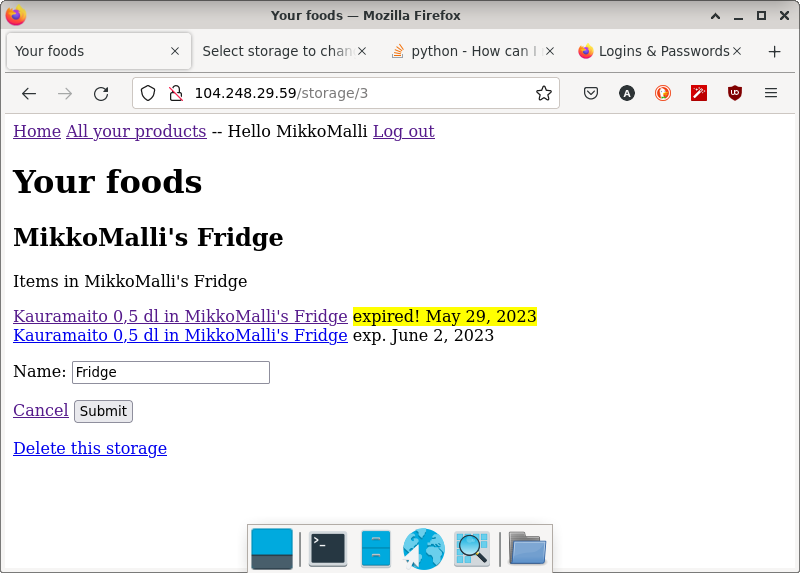 Your foods — Mozilla Firefox
Your foods
Select storage to chan
python - How can I
Logins & Passwords
104.248.29.59/storage/3
Home All your products -- Hello MikkoMalli Log out
Your foods
MikkoMalli's Fridge
Items in MikkoMalli's Fridge
Kauramaito 0,5 dl in MikkoMalli's Fridge expired! May 29, 2023
Kauramaito 0,5 dl in MikkoMalli's Fridge exp. June 2, 2023
Name: Fridge
Cancel Submit
Delete this storage